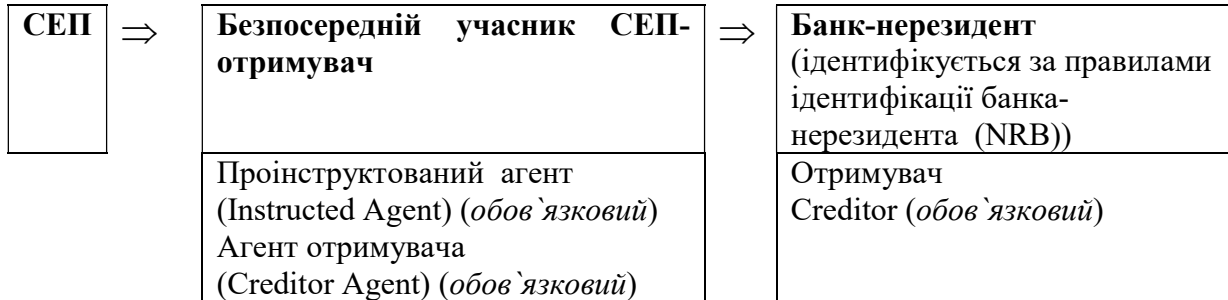 СЕП ⇒ Безпосередній учасник СЕП- ⇒ Банк-нерезидент
отримувач (ідентифікується за правилами
ідентифікації банка-
нерезидента (NRB))
Проінструктований агент Отримувач
(Instructed Agent) (обов`язковий) Creditor (обов`язковий)
Агент отримувача
(Creditor Agent) (обов`язковий)